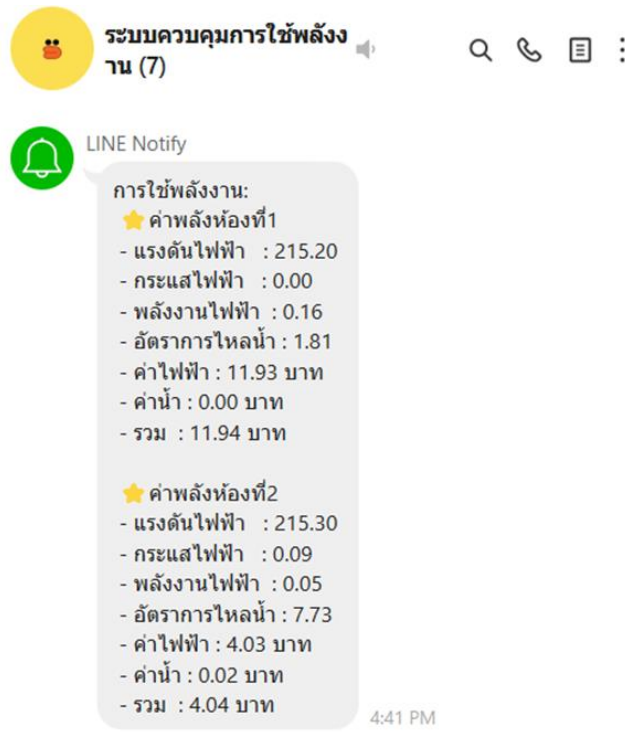 ระบบควบคุมการใช้พลังง
าน (7)
LINE Notify
การใช้พลังงาน:
ค่าพลังห้องที่1
- แรงดันไฟฟ้า : 215.20
- กระแสไฟฟ้า : 0.00
- พลังงานไฟฟ้า : 0.16
- อัตราการไหลน้ำ : 1.81
- ค่าไฟฟ้า : 11.93 บาท
- ค่าน้ำ : 0.00 บาท
- รวม : 11.94 บาท
ค่าพลังห้องที่2
- แรงดันไฟฟ้า : 215.30
- กระแสไฟฟ้า : 0.09
- พลังงานไฟฟ้า : 0.05
- อัตราการไหลน้ำ : 7.73
- ค่าไฟฟ้า : 4.03 บาท
- ค่าน้ำ : 0.02 บาท
- รวม : 4.04 บาท
4:41 PM